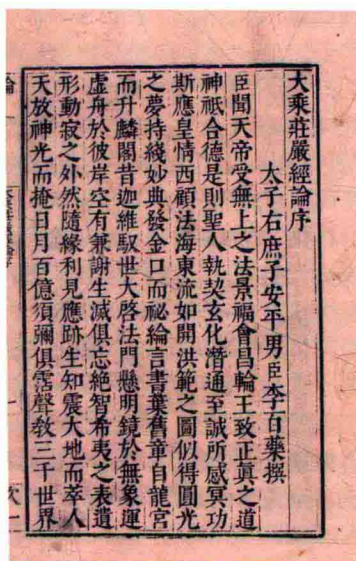 大乘莊嚴經論序
太子右庶子安平男臣李百藥撰
臣聞天帝受無上之法景福會昌輪王致正眞之道
神祇合德是則聖人執契玄化潛通至誠所感冥功
斯應皇情西顧法海東流如開洪範之圖似得圓光
之夢持綫妙典發金口而祕綸言書葉舊章自龍宮
而升麟閣昔迦維馭世大啓法門懸明鏡於無象運
虛舟於彼岸空有兼謝生滅俱忘絕智希夷之表遺
形動寂之外然隨緣利見應跡生知震大地而萃人
天放神光而掩日月百億須彌俱霑聲教三千世界